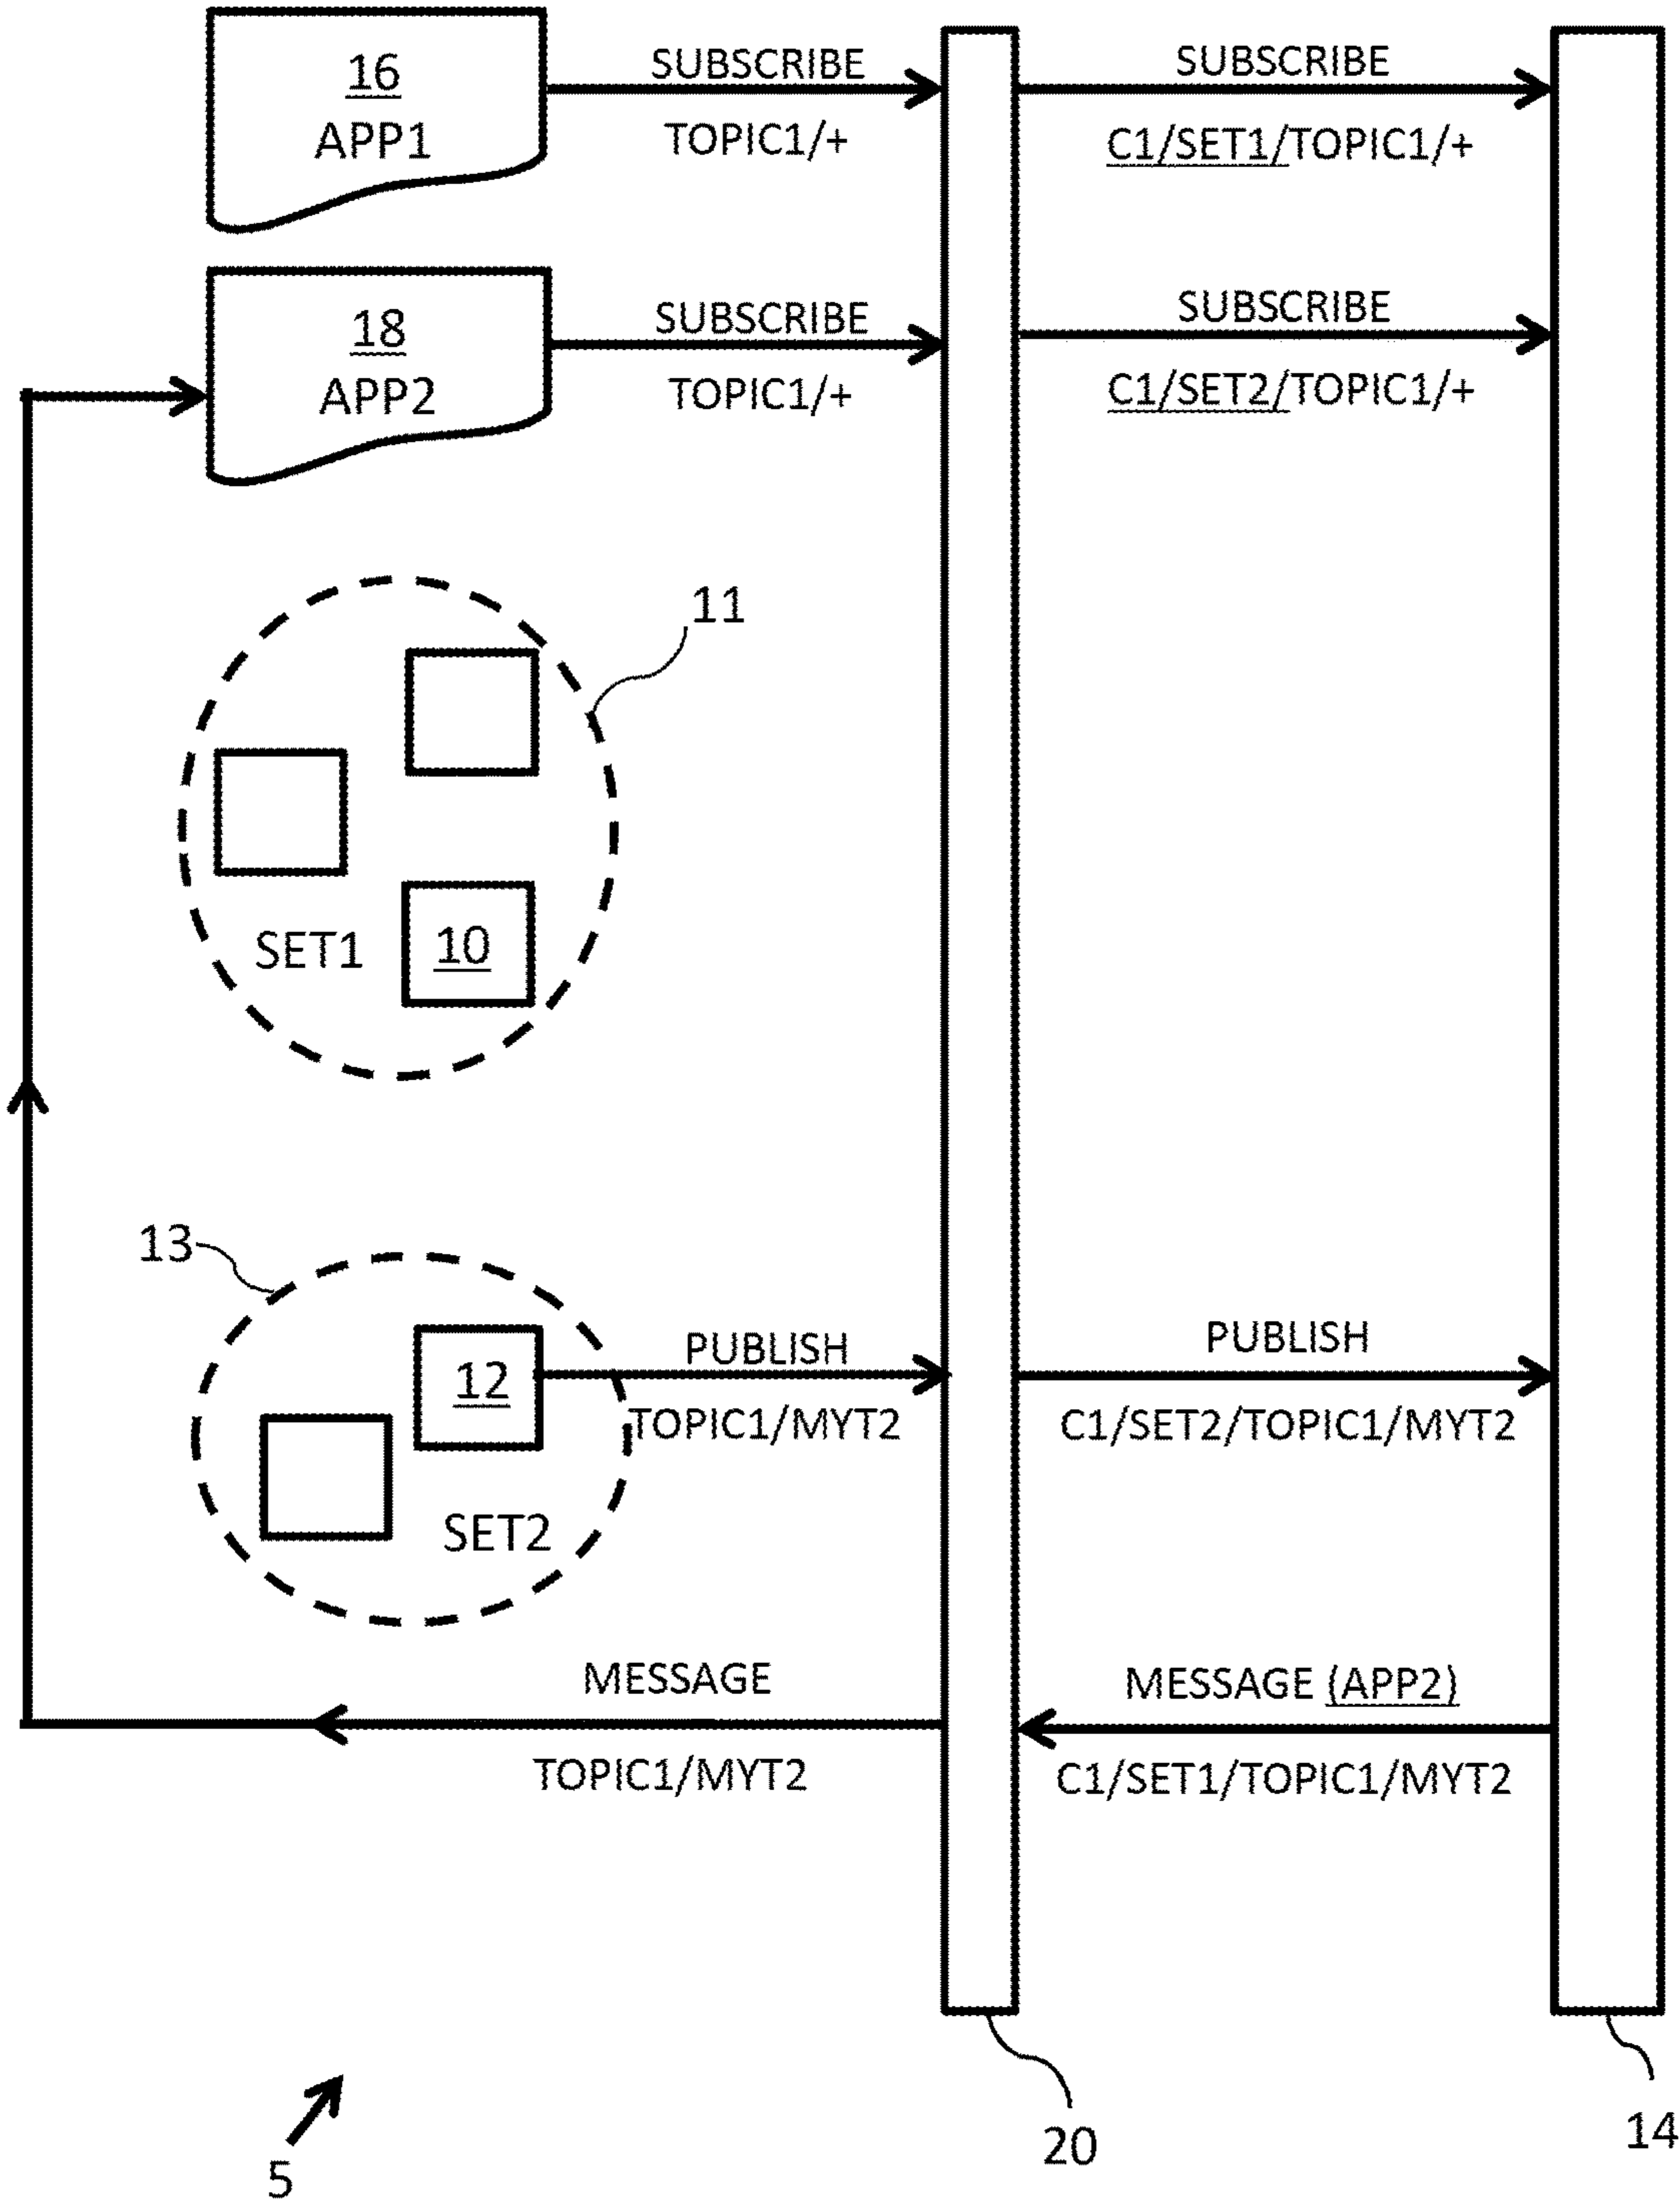 16
APP1
SUBSCRIBE
TOPIC1/+
SUBSCRIBE
C1/SET1/TOPIC1/+
18
APP2
SUBSCRIBE
TOPIC1/+
SUBSCRIBE
C1/SET2/TOPIC1/+
11
SET1
10
13
12
SET2
PUBLISH
TOPIC1/MYT2
PUBLISH
C1/SET2/TOPIC1/MYT2
MESSAGE
TOPIC1/MYT2
MESSAGE (APP2)
C1/SET1/TOPIC1/MYT2
5
20
14